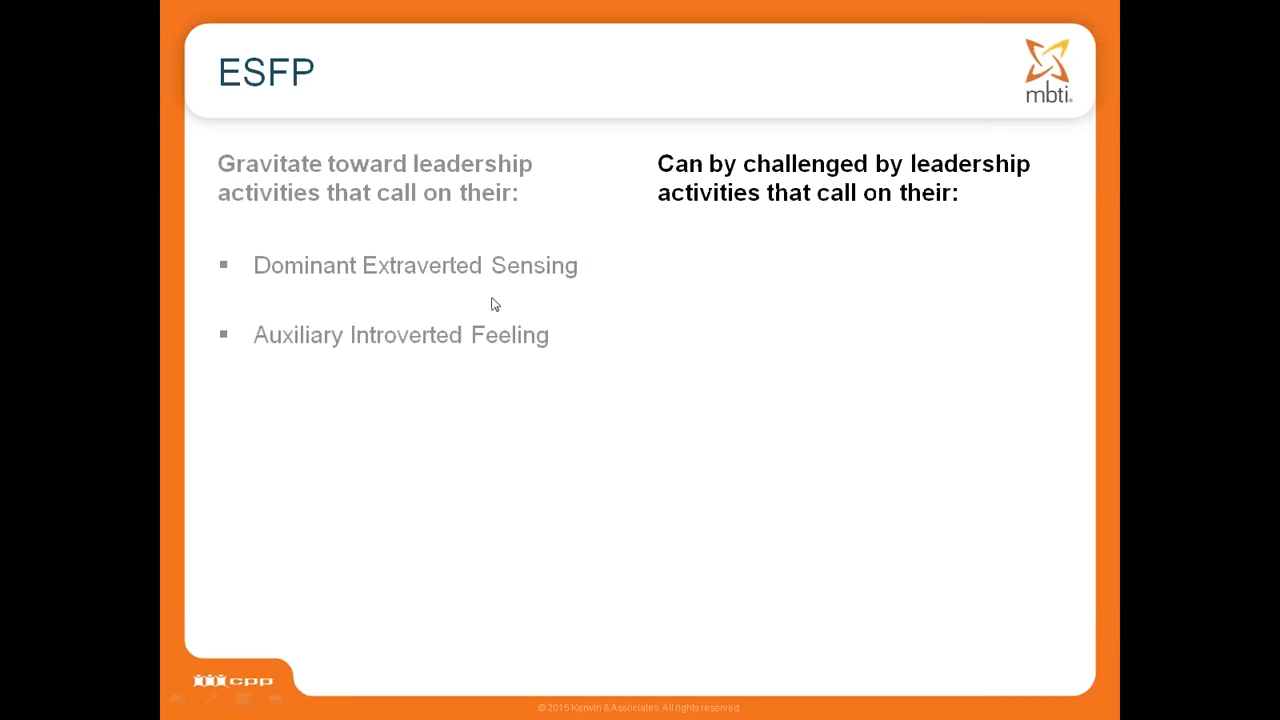 ESFP
mbti®
Gravitate toward leadership
activities that call on their:
▪ Dominant Extraverted Sensing
▪ Auxiliary Introverted Feeling
Can by challenged by leadership
activities that call on their:
cpp
© 2015 Kerwin & Associates. All rights reserved.